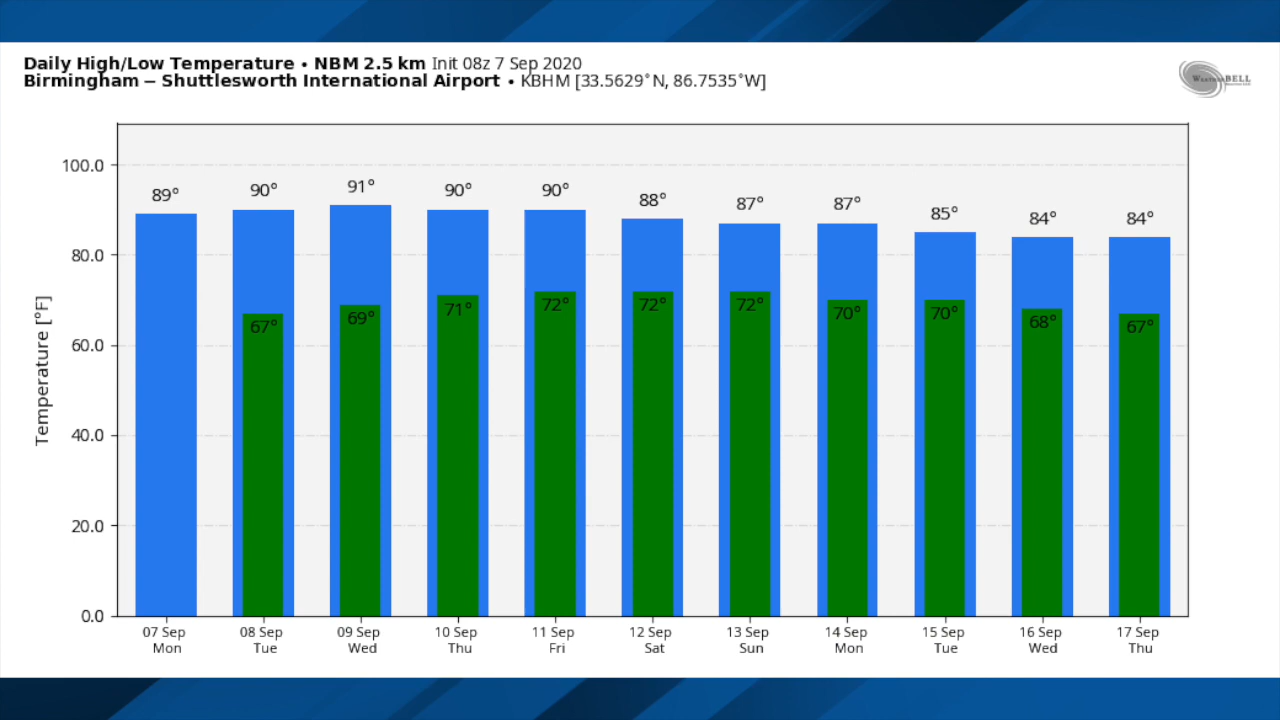 Daily High/Low Temperature • NBM 2.5 km Init 08z 7 Sep 2020
Birmingham – Shuttlesworth International Airport • KBHM [33.5629°N, 86.7535°W]
WeatherBELL
Temperature [°F]
100.0
80.0
60.0
40.0
20.0
0.0
89° 90° 91° 90° 90° 88° 87° 87° 85° 84° 84°
67° 69° 71° 72° 72° 72° 70° 70° 68° 67°
07 Sep 08 Sep 09 Sep 10 Sep 11 Sep 12 Sep 13 Sep 14 Sep 15 Sep 16 Sep 17 Sep
Mon Tue Wed Thu Fri Sat Sun Mon Tue Wed Thu